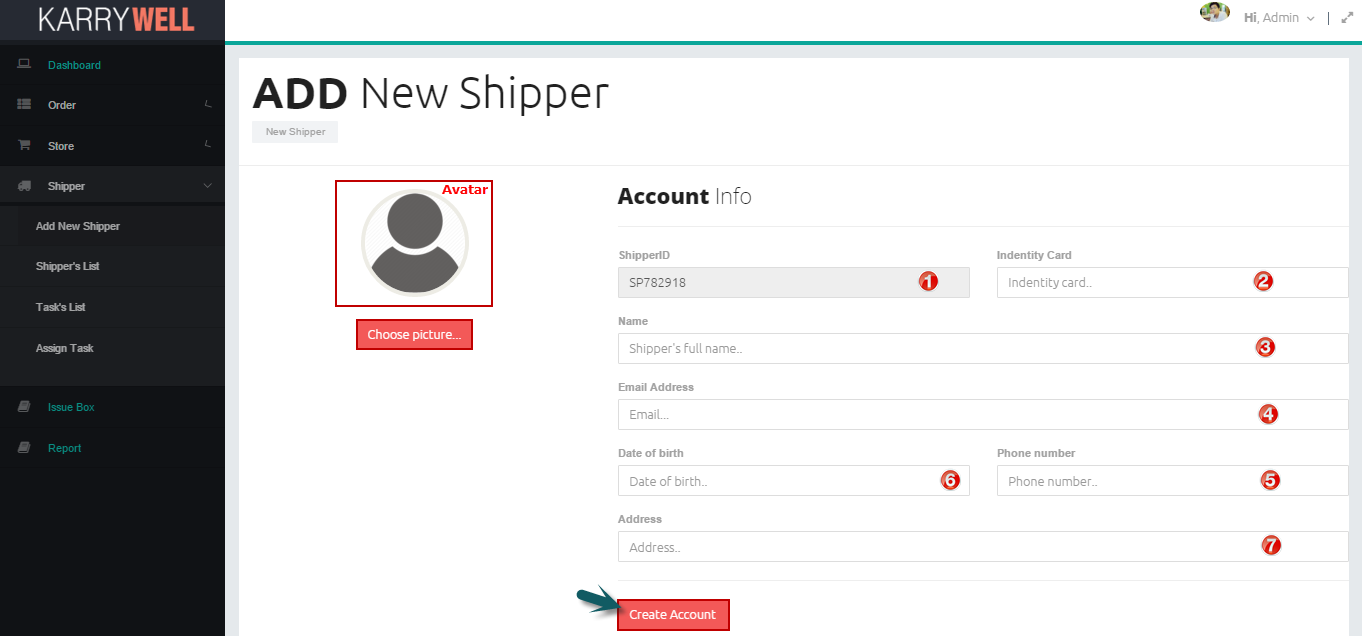 KARRYWELL
Hi, Admin
Dashboard
Order
Store
Shipper
Add New Shipper
Shipper's List
Task's List
Assign Task
Issue Box
Report
ADD New Shipper
New Shipper
Avatar
Choose picture...
Account Info
ShipperID
Indentity Card
SP782918 1
Indentity card.. 2
Name
Shipper's full name.. 3
Email Address
Email... 4
Date of birth
Phone number
Date of birth.. 6
Phone number.. 5
Address
Address.. 7
Create Account